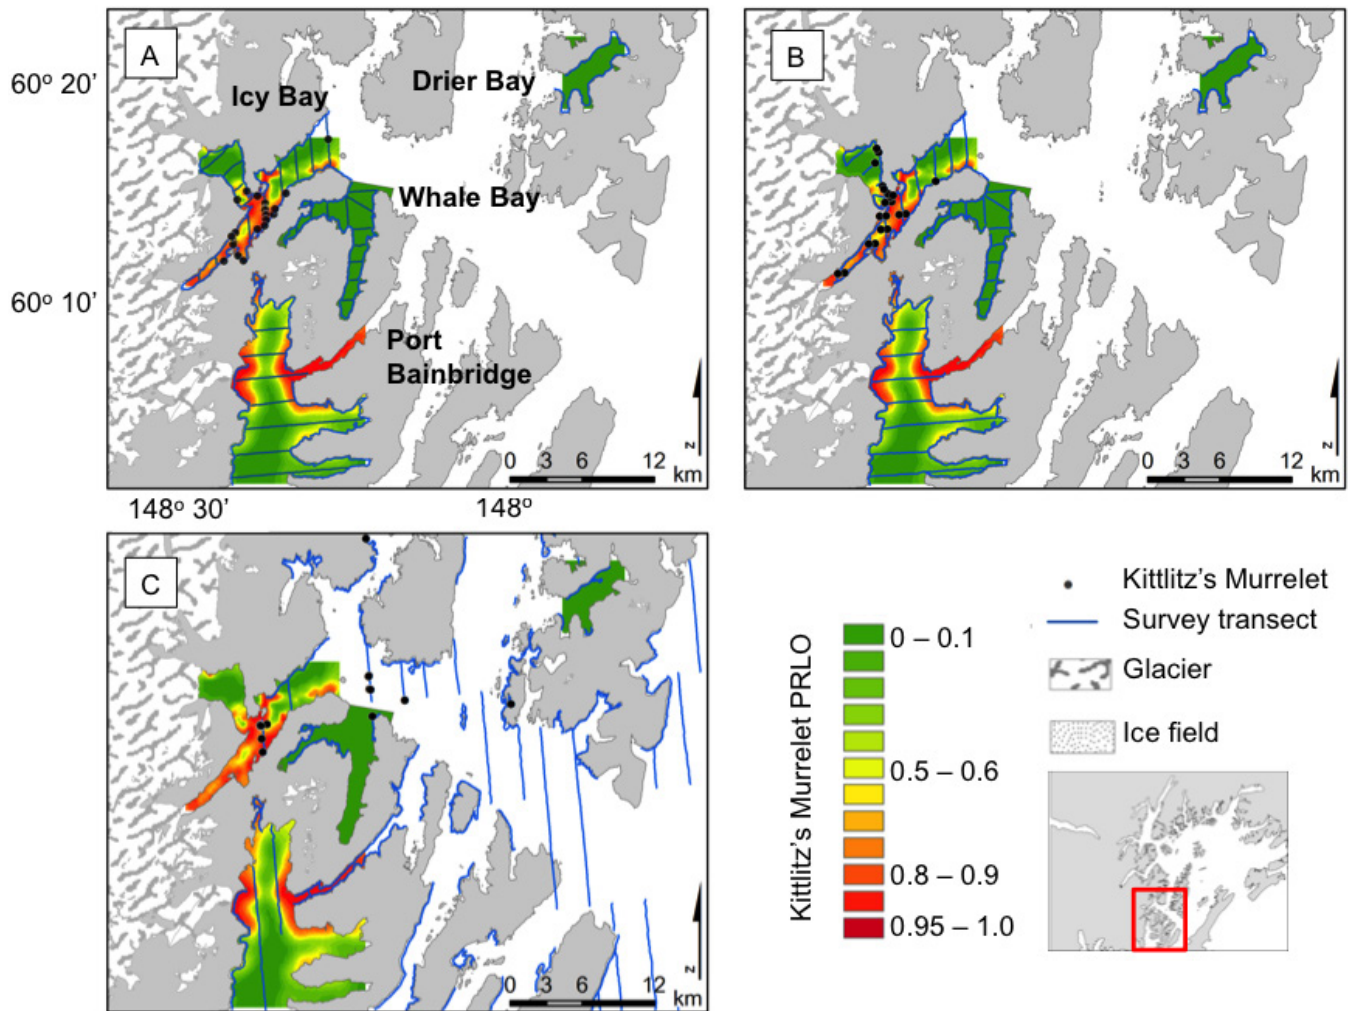 A
B
60° 20'
Icy Bay
Drier Bay
Whale Bay
60° 10'
Port
Bainbridge
z
z
0 3 6 12
km
0 3 6 12
km
148° 30'
148°
C
z
0 3 6 12
km
Kittlitz's Murrelet PRLO
0 – 0.1
0.5 – 0.6
0.8 – 0.9
0.95 – 1.0
Kittlitz's Murrelet
Survey transect
Glacier
Ice field